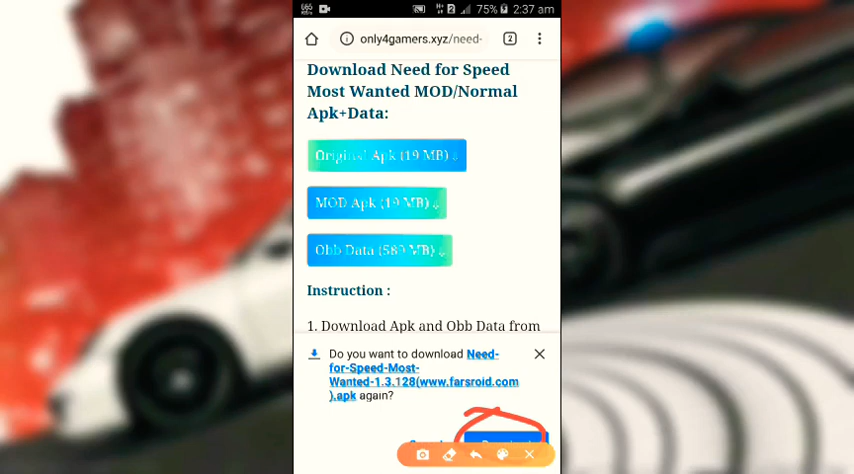 75% 2:37 am
only4gamers.xyz/need-
2
Download Need for Speed
Most Wanted MOD/Normal
Apk+Data:
Original Apk (19 MB) ↓
MOD Apk (19 MB) ↓
Obb Data (589 MB) ↓
Instruction :
1. Download Apk and Obb Data from
Do you want to download Need-
for-Speed-Most-
Wanted-1.3.128(www.farsroid.com
).apk again?